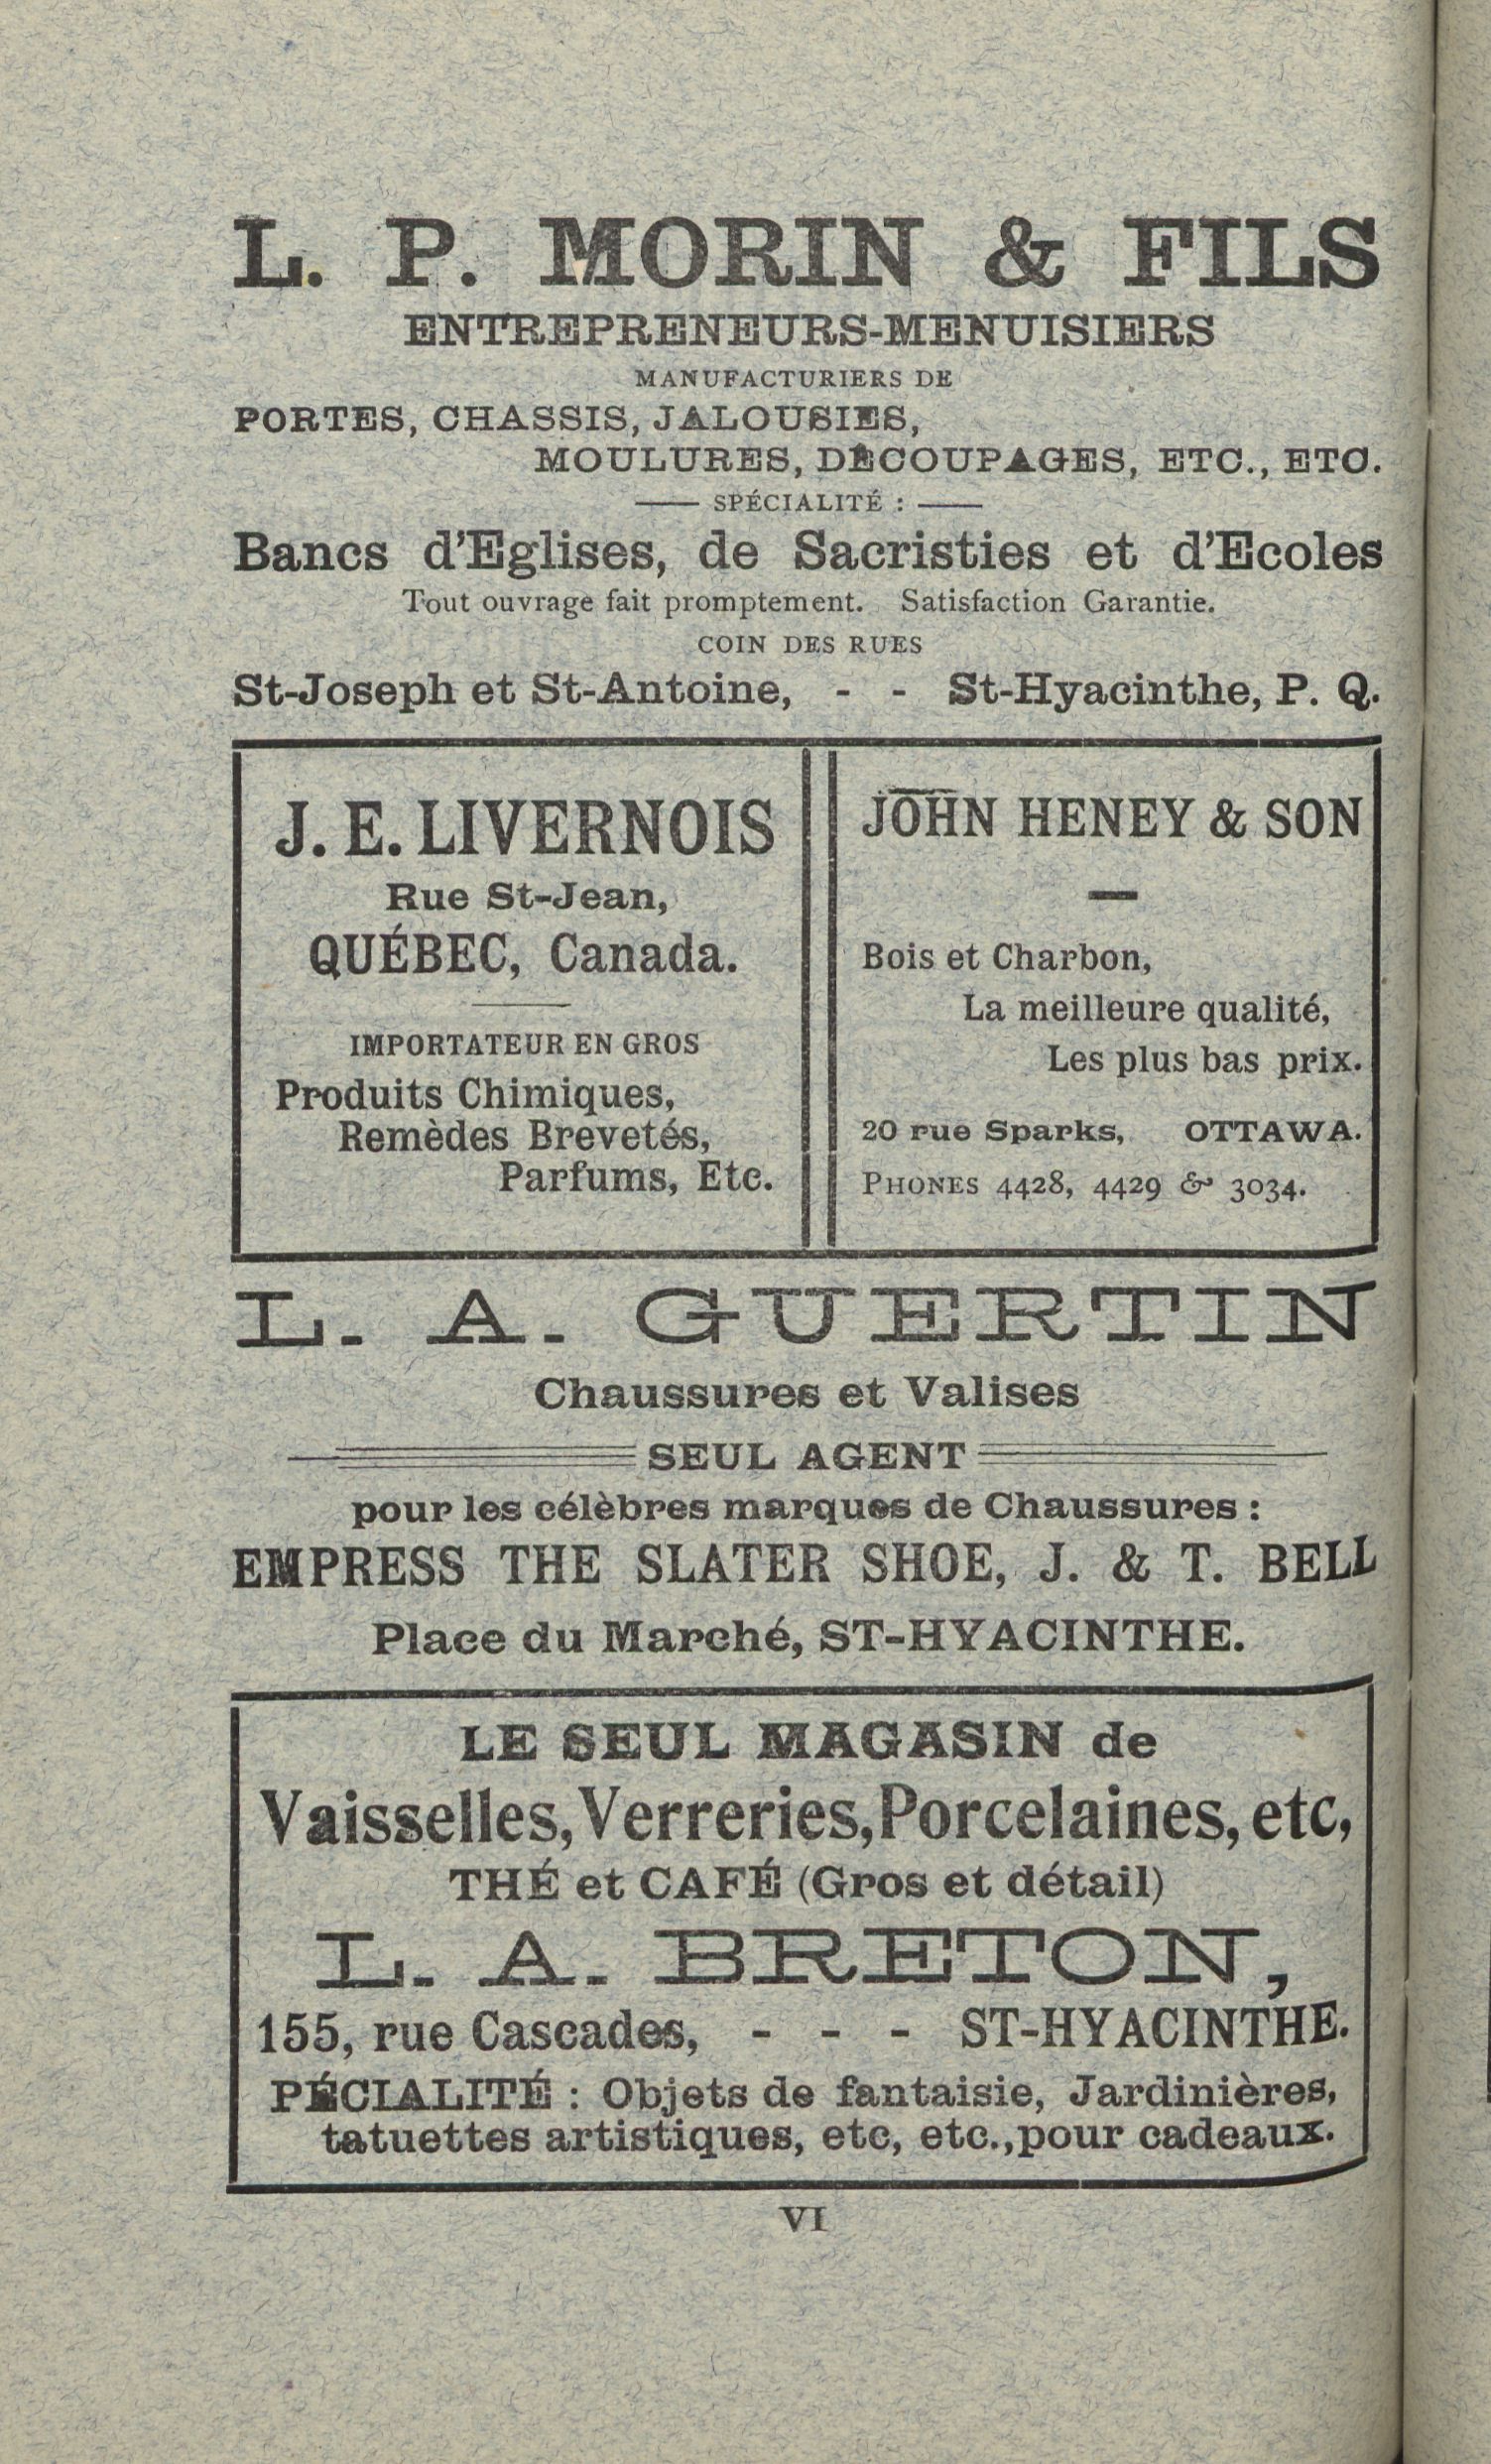 L. P. MORIN & FILS
ENTREPRENEURS-MENUISIERS
MANUFACTURIERS DE
PORTES, CHASSIS, JALOUSIES,
MOULURES, DÉCOUPAGES, ETC., ETC.
SPÉCIALITÉ :
Bancs d'Eglises, de Sacristies et d'Ecoles
Tout ouvrage fait promptement. Satisfaction Garantie.
COIN DES RUES
St-Joseph et St-Antoine, - - St-Hyacinthe, P. Q.
J. E. LIVERNOIS
Rue St-Jean,
QUÉBEC, Canada.
IMPORTATEUR EN GROS
Produits Chimiques,
Remèdes Brevetés,
Parfums, Etc.
JOHN HENEY & SON
Bois et Charbon,
La meilleure qualité,
Les plus bas prix.
20 rue Sparks, OTTAWA.
PHONES 4428, 4429 & 3034.
L. A. GUERTIN
Chaussures et Valises
SEUL AGENT
pour les célèbres marques de Chaussures :
EMPRESS THE SLATER SHOE, J. & T. BELL
Place du Marché, ST-HYACINTHE.
LE SEUL MAGASIN de
Vaisselles, Verreries, Porcelaines, etc,
THÉ et CAFÉ (Gros et détail)
L. A. BRETON,
155, rue Cascades, - - - ST-HYACINTHE.
PÉCIALITÉ : Objets de fantaisie, Jardinières,
tatuettes artistiques, etc, etc., pour cadeaux.
VI